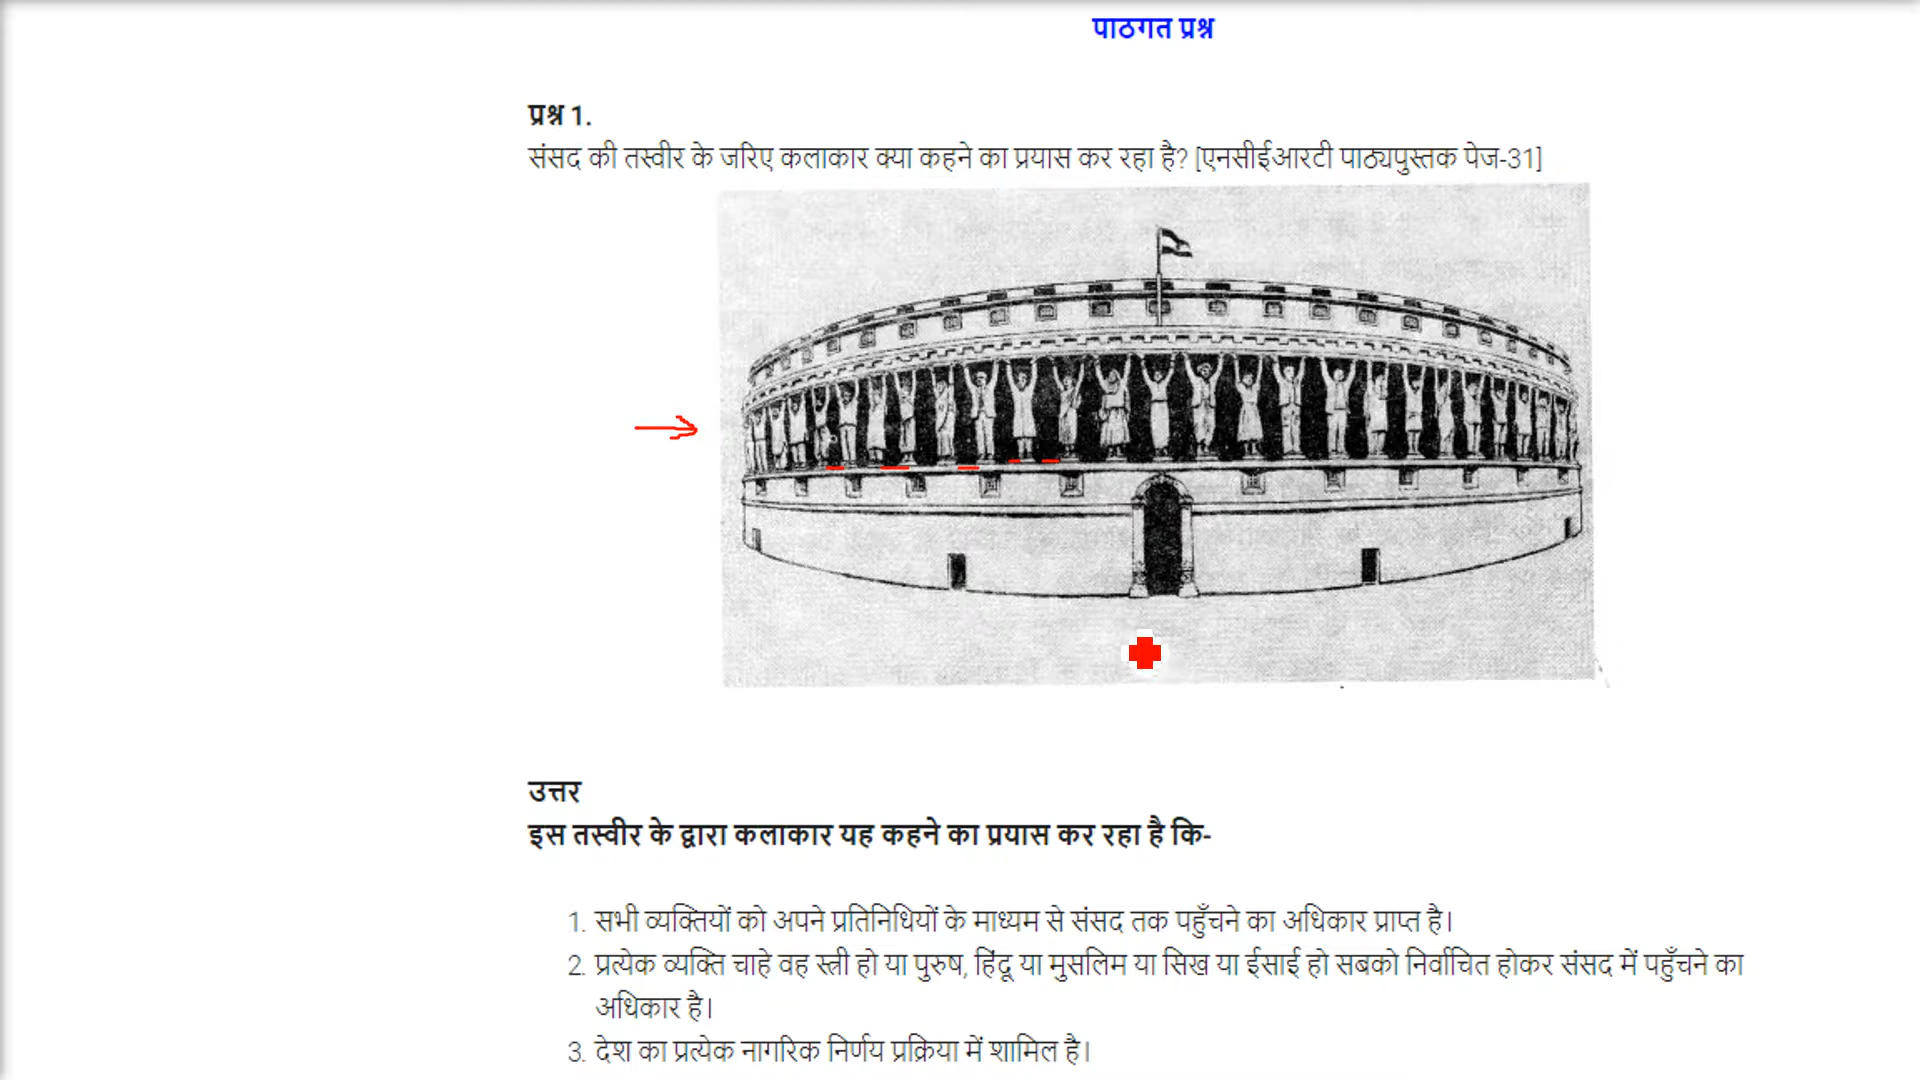 पाठगत प्रश्न
प्रश्न 1.
संसद की तस्वीर के जरिए कलाकार क्या कहने का प्रयास कर रहा है? [एनसीईआरटी पाठ्यपुस्तक पेज-31]
उत्तर
इस तस्वीर के द्वारा कलाकार यह कहने का प्रयास कर रहा है कि-
1. सभी व्यक्तियों को अपने प्रतिनिधियों के माध्यम से संसद तक पहुँचने का अधिकार प्राप्त है।
2. प्रत्येक व्यक्ति चाहे वह स्त्री हो या पुरुष, हिंदू या मुसलिम या सिख या ईसाई हो सबको निर्वाचित होकर संसद में पहुँचने का
अधिकार है।
3. देश का प्रत्येक नागरिक निर्णय प्रक्रिया में शामिल है।